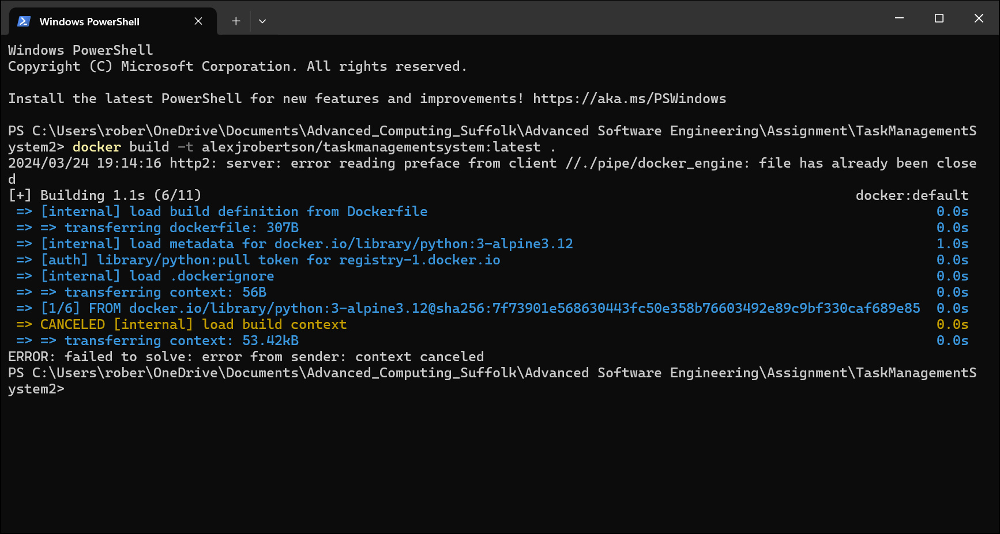 Windows PowerShell
Windows PowerShell
Copyright (C) Microsoft Corporation. All rights reserved.
Install the latest PowerShell for new features and improvements! https://aka.ms/PSWindows
PS C:\Users\rober\OneDrive\Documents\Advanced_Computing_Suffolk\Advanced Software Engineering\Assignment\TaskManagementS
ystem2> docker build -t alexjrobertson/taskmanagementsystem:latest .
2024/03/24 19:14:16 http2: server: error reading preface from client //./pipe/docker_engine: file has already been close
d
[+] Building 1.1s (6/11) docker:default
=> [internal] load build definition from Dockerfile 0.0s
=> => transferring dockerfile: 307B 0.0s
=> [internal] load metadata for docker.io/library/python:3-alpine3.12 1.0s
=> [auth] library/python:pull token for registry-1.docker.io 0.0s
=> [internal] load .dockerignore 0.0s
=> => transferring context: 56B 0.0s
=> [1/6] FROM docker.io/library/python:3-alpine3.12@sha256:7f73901e568630443fc50e358b76603492e89c9bf330caf689e85 0.0s
=> CANCELED [internal] load build context 0.0s
=> => transferring context: 53.42kB 0.0s
ERROR: failed to solve: error from sender: context canceled
PS C:\Users\rober\OneDrive\Documents\Advanced_Computing_Suffolk\Advanced Software Engineering\Assignment\TaskManagementS
ystem2>